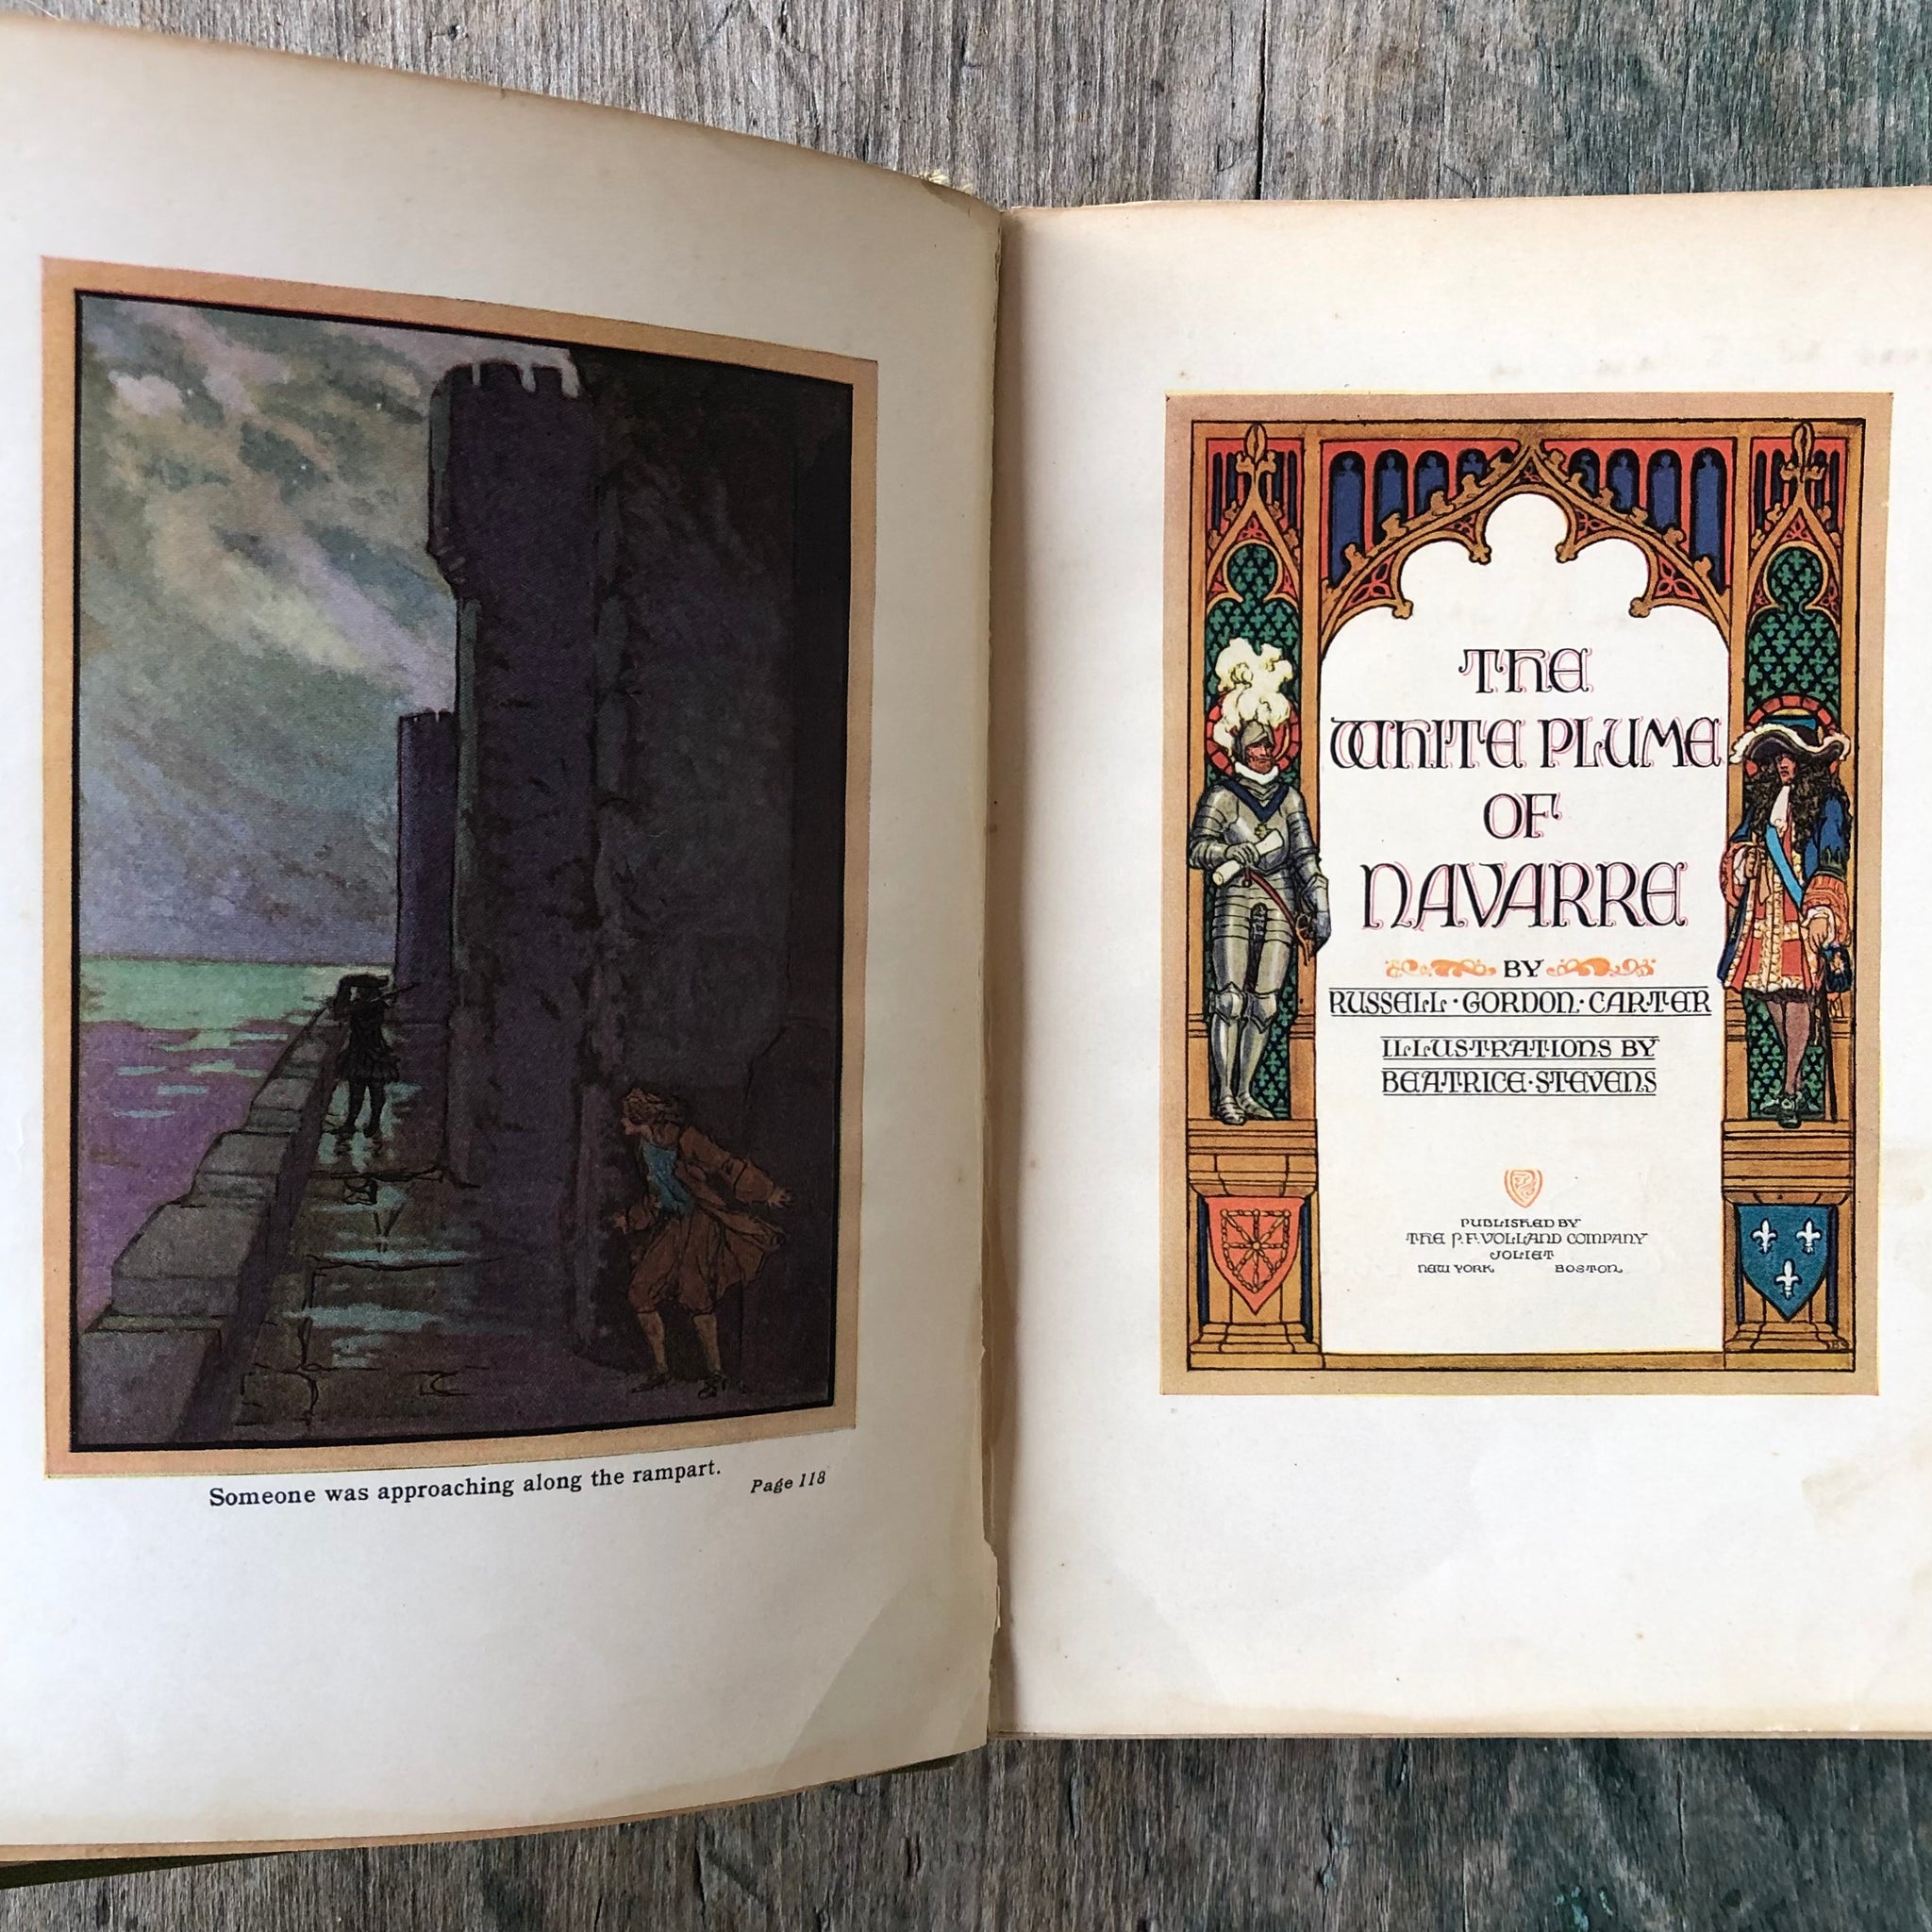 Someone was approaching along the rampart.
Page 118
THE
WHITE PLUME
OF
NAVARRE
BY
RUSSELL·GORDON·CARTER
ILLUSTRATIONS BY
BEATRICE·STEVENS
PUBLISHED BY
THE P.F. VOLLAND COMPANY
JOLIET
NEW YORK BOSTON